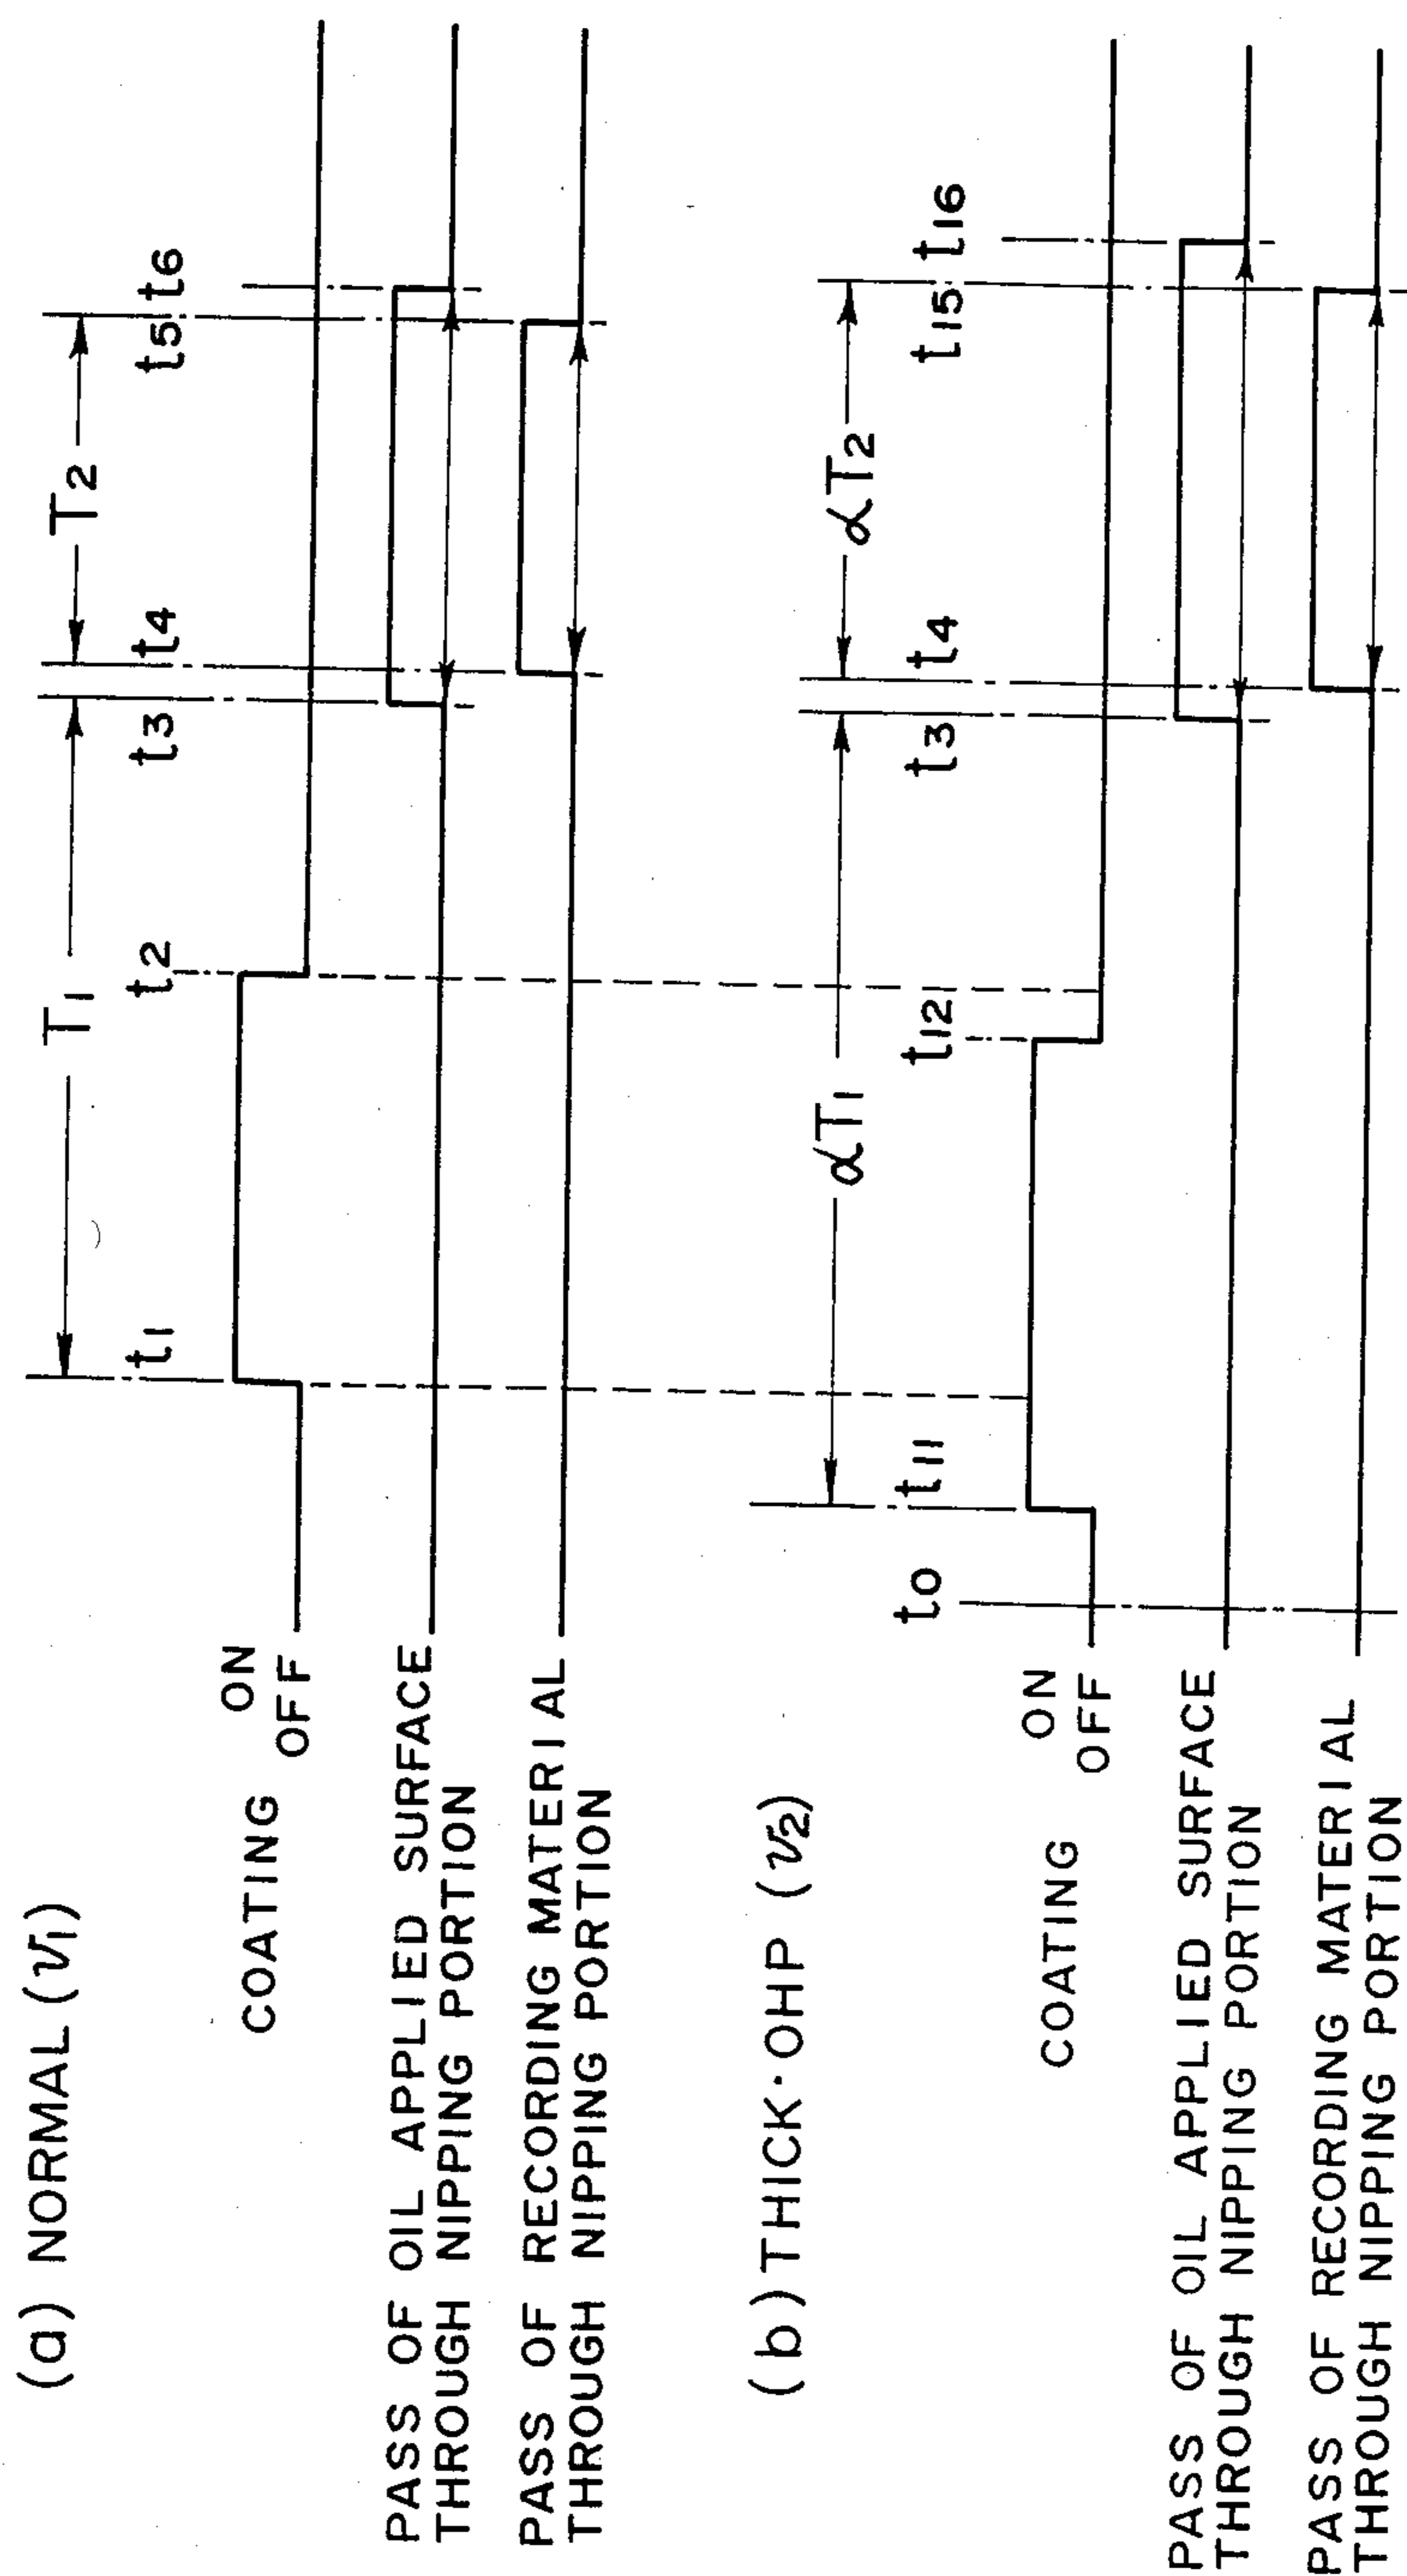 (a) NORMAL (v1)
T1
T2
t1
t2
t3
t4
t5
t6
COATING
ON
OFF
PASS OF OIL APPLIED SURFACE
THROUGH NIPPING PORTION
PASS OF RECORDING MATERIAL
THROUGH NIPPING PORTION
(b) THICK·OHP (v2)
αT1
αT2
t0
t11
t12
t3
t4
t15
t16
COATING
ON
OFF
PASS OF OIL APPLIED SURFACE
THROUGH NIPPING PORTION
PASS OF RECORDING MATERIAL
THROUGH NIPPING PORTION